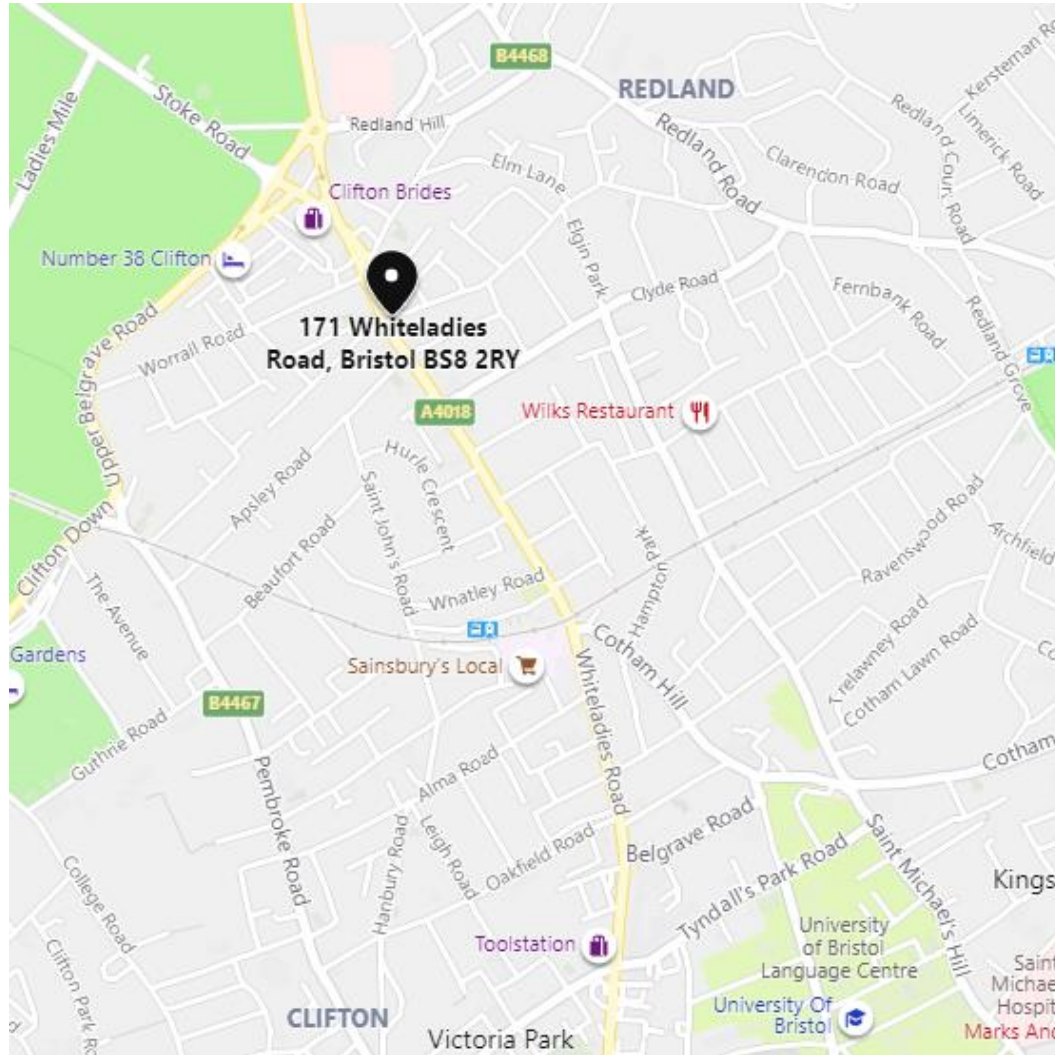 B4468
REDLAND
Kersteman Ro
Stoke Road
Ladies Mile
Redland Hill
Redland Road
Redland Court Road
Limerick Road
Elm Lane
Clarendon Road
Clifton Brides
Elgin Park
Number 38 Clifton
Clyde Road
Fernbank Road
Redland Grove
171 Whiteladies
Road, Bristol BS8 2RY
Worrall Road
Upper Belgrave Road
A4018
Wilks Restaurant
Hurle Crescent
Apsley Road
Saint John's Road
Beaufort Road
Clifton Down
Hampton Park
Ravenswood Road
Archfield
Whatley Road
The Avenue
Cotham Hill
Trelawney Road
Cotham Lawn Road
Co
Gardens
Sainsbury's Local
Whiteladies Road
B4467
Guthrie Road
Pembroke Road
Alma Road
Cotham
Leigh Road
Hanbury Road
Oakfield Road
Belgrave Road
Tyndall's Park Road
Saint Michael's Hill
College Road
Kings
Clifton Park Ro
Toolstation
University
of Bristol
Language Centre
Saint
Michae
Hospit
University Of
Bristol
Marks And
CLIFTON
Victoria Park